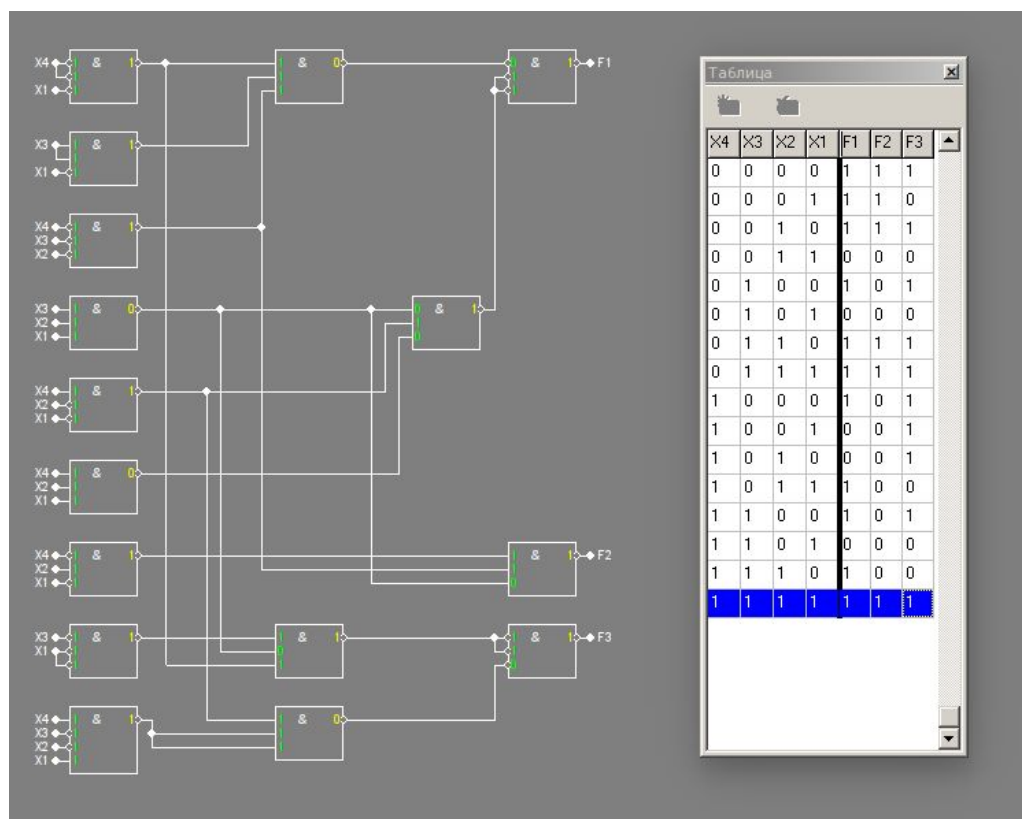 X4 & 1 & 0 & 1 F1
X1
X3 & 1
X1
X4 & 1
X3
X2
X3 & 0 & 1
X2
X1
X4 & 1
X2
X1
X4 & 0
X2
X1
X4 & 1 & 1 F2
X2
X1
X3 & 1 & 1 & 1 F3
X1
X4 & 1 & 0
X3
X2
X1
Таблица
X4 X3 X2 X1 F1 F2 F3
0 0 0 0 1 1 1
0 0 0 1 1 1 0
0 0 1 0 1 1 1
0 0 1 1 0 0 0
0 1 0 0 1 0 1
0 1 0 1 0 0 0
0 1 1 0 1 1 1
0 1 1 1 1 1 1
1 0 0 0 1 0 1
1 0 0 1 0 0 1
1 0 1 0 0 0 1
1 0 1 1 1 0 0
1 1 0 0 1 0 1
1 1 0 1 0 0 0
1 1 1 0 1 0 0
1 1 1 1 1 1 1